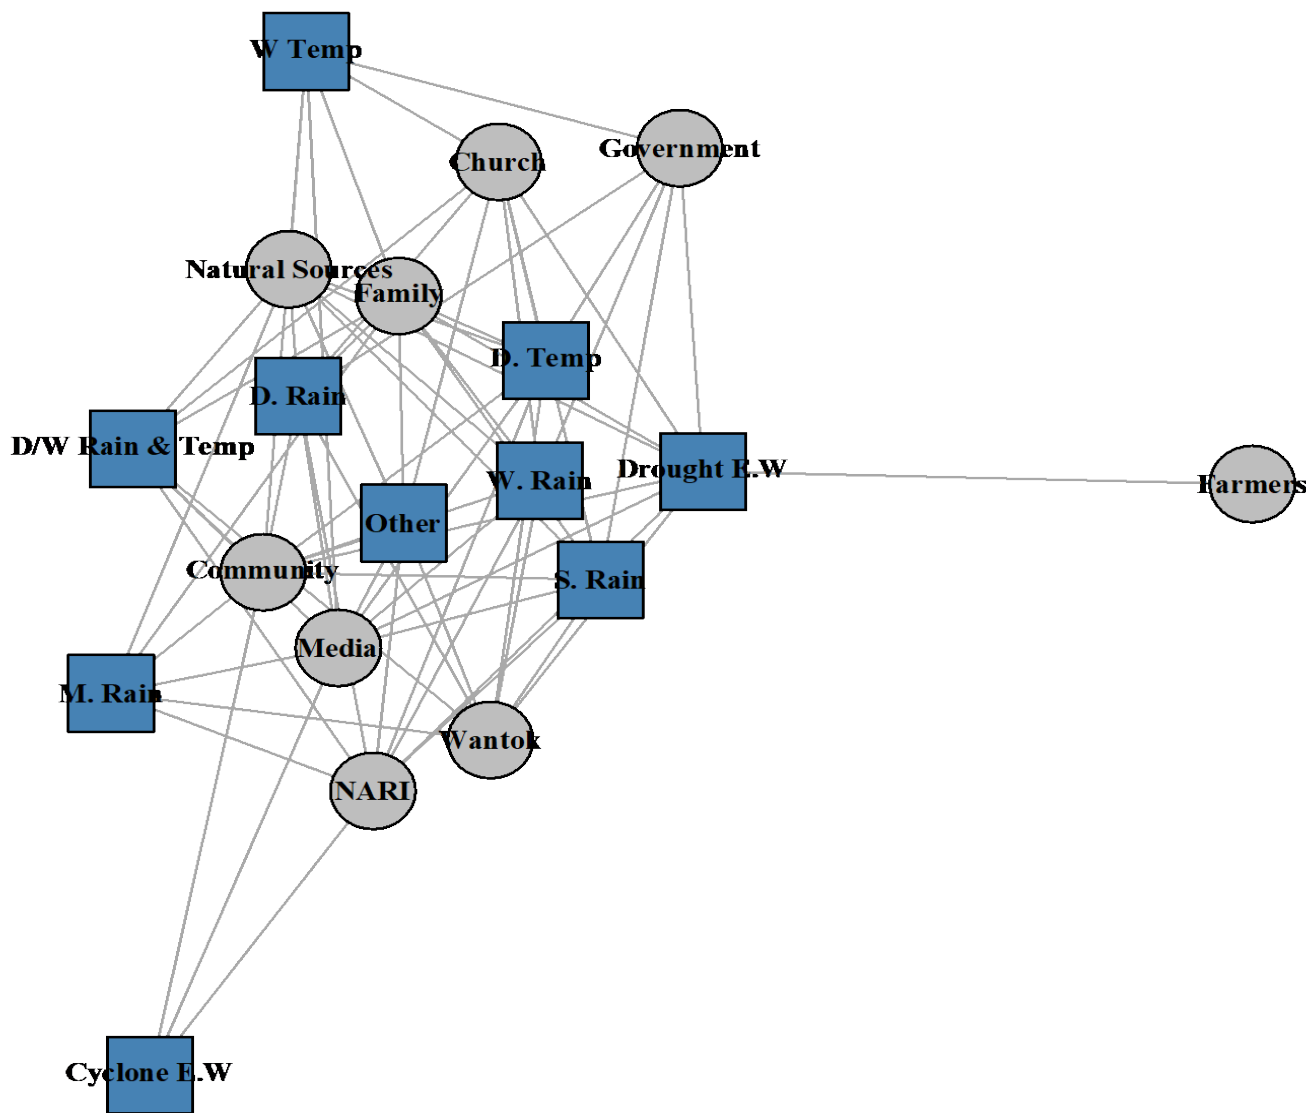 W Temp
Church
Government
Natural Sources
Family
D. Temp
D. Rain
D/W Rain & Temp
W. Rain
Drought E.W
Farmers
Other
Community
S. Rain
Media
M. Rain
Wantok
NARI
Cyclone E.W